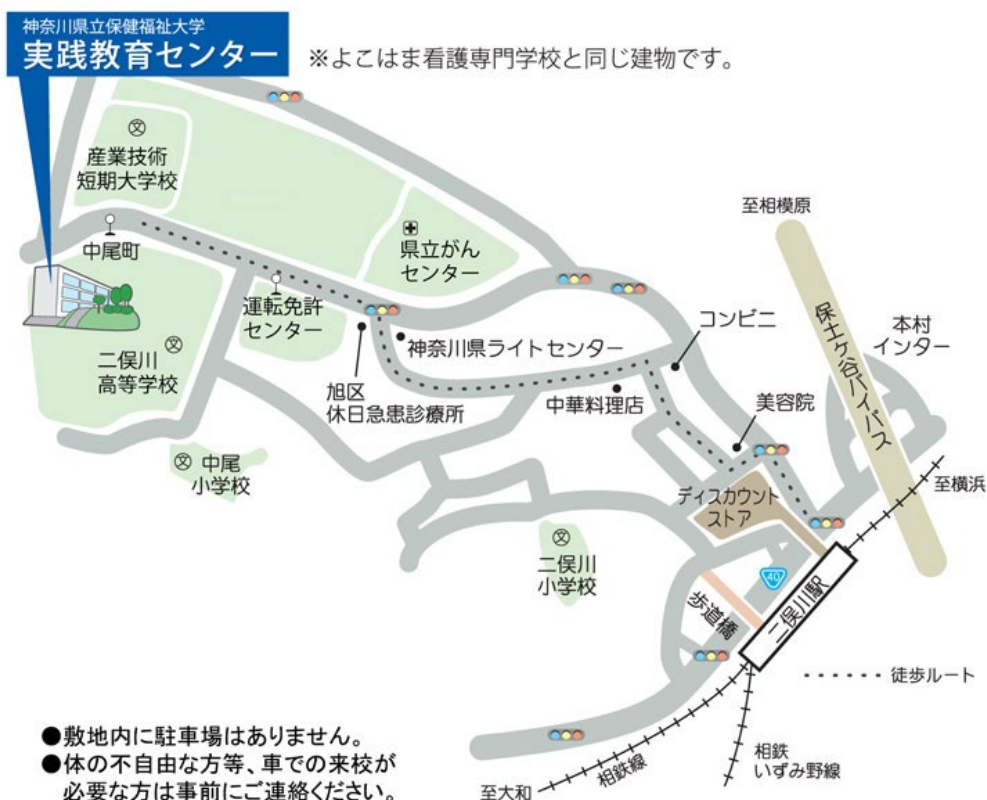 神奈川県立保健福祉大学
実践教育センター
※よこはま看護専門学校と同じ建物です。
産業技術
短期大学校
中尾町
県立がん
センター
至相模原
運転免許
センター
二俣川
高等学校
神奈川県ライトセンター
旭区
休日急患診療所
中華料理店
コンビニ
美容院
保土ヶ谷バイパス
本村
インター
中尾
小学校
ディスカウント
ストア
至横浜
二俣川
小学校
40
歩道橋
二俣川駅
徒歩ルート
相鉄線
相鉄
いずみ野線
至大和
●敷地内に駐車場はありません。
●体の不自由な方等、車での来校が
必要な方は事前にご連絡ください。